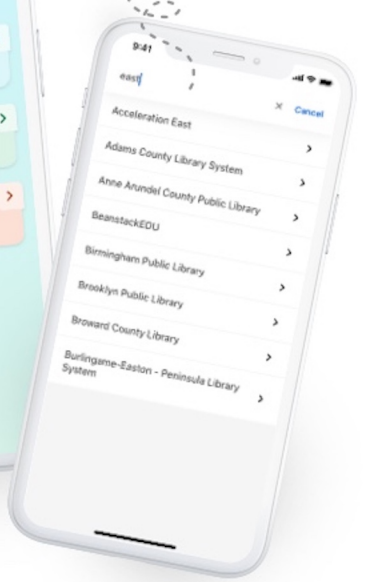 9:41
east
Cancel
Acceleration East
Adams County Library System
Anne Arundel County Public Library
BeanstackEDU
Birmingham Public Library
Brooklyn Public Library
Broward County Library
Burlingame-Easton - Peninsula Library
System